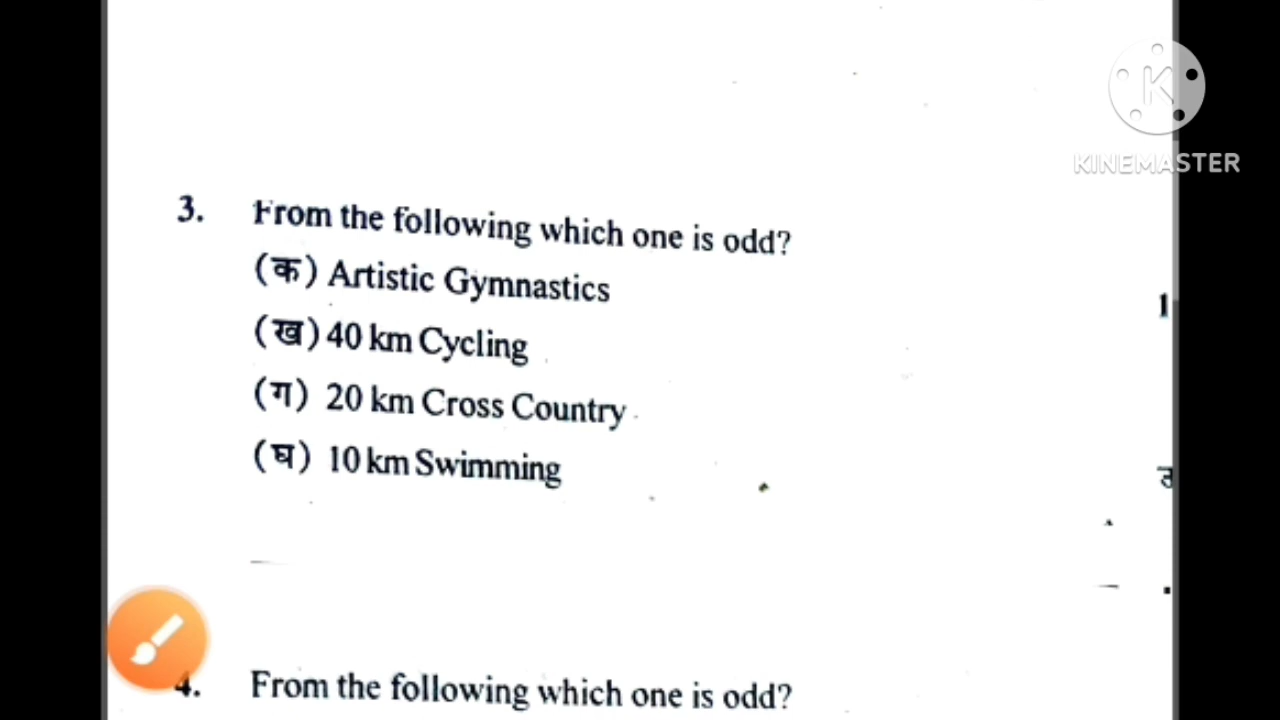 KINEMASTER
3. From the following which one is odd?
(क) Artistic Gymnastics
1
(ख) 40 km Cycling
(ग) 20 km Cross Country
(घ) 10 km Swimming
4. From the following which one is odd?